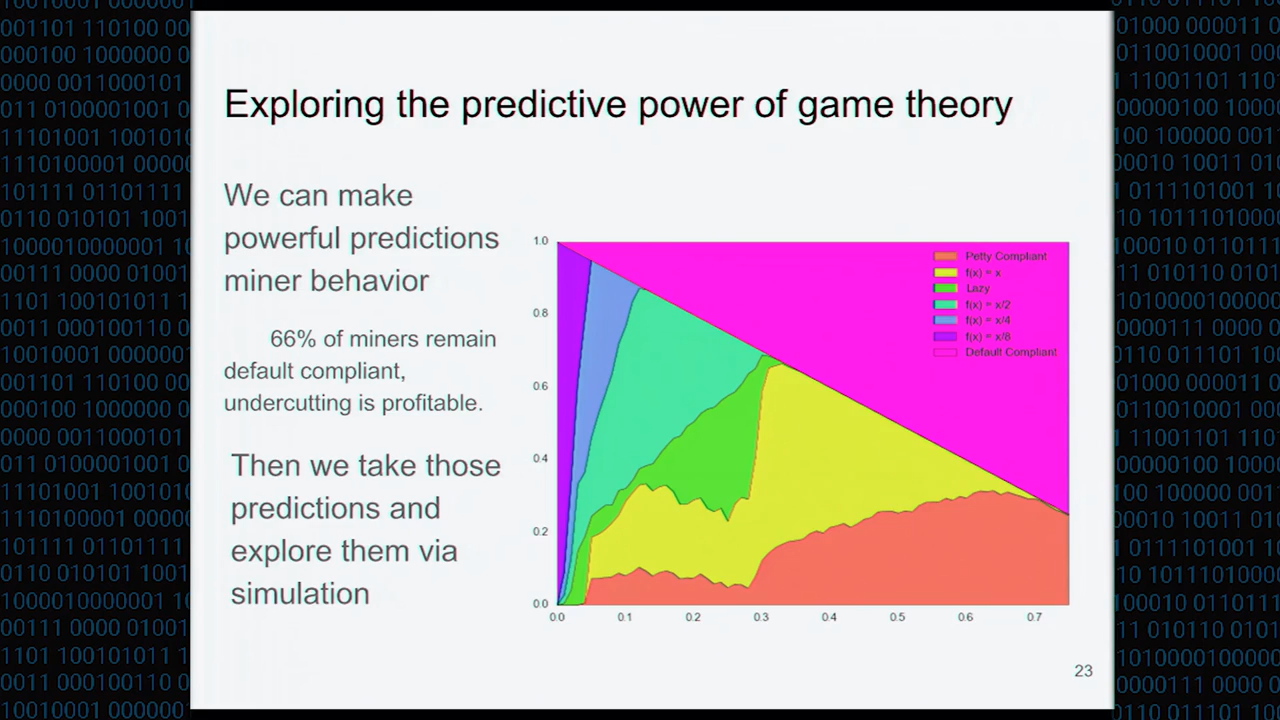 Exploring the predictive power of game theory
We can make
powerful predictions
miner behavior
66% of miners remain
default compliant,
undercutting is profitable.
Then we take those
predictions and
explore them via
simulation
1.0
0.8
0.6
0.4
0.2
0.0
0.0 0.1 0.2 0.3 0.4 0.5 0.6 0.7
Petty Compliant
f(x) = x
Lazy
f(x) = x/2
f(x) = x/4
f(x) = x/8
Default Compliant
23